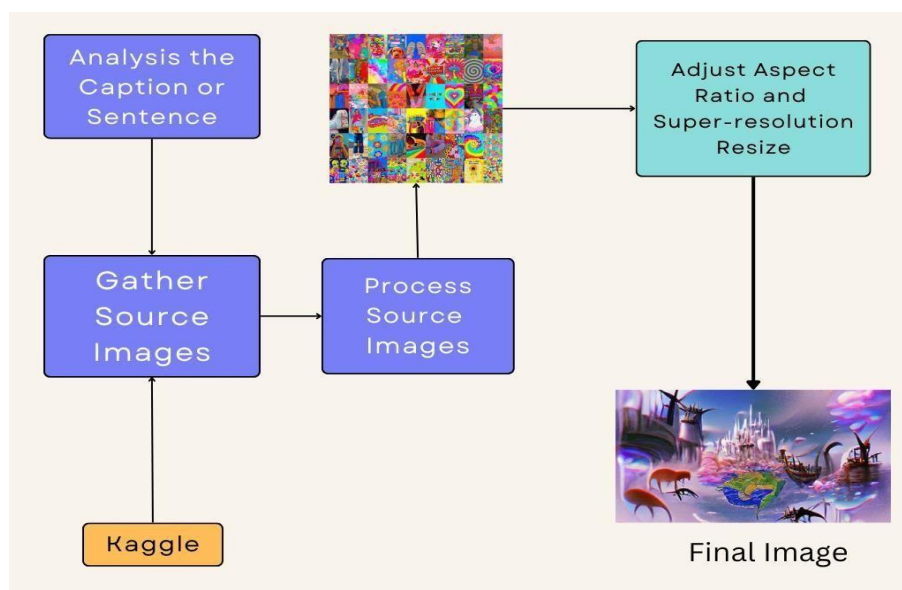 Analysis the
Caption or
Sentence
Adjust Aspect
Ratio and
Super-resolution
Resize
Gather
Source
Images
Process
Source
Images
Kaggle
Final Image